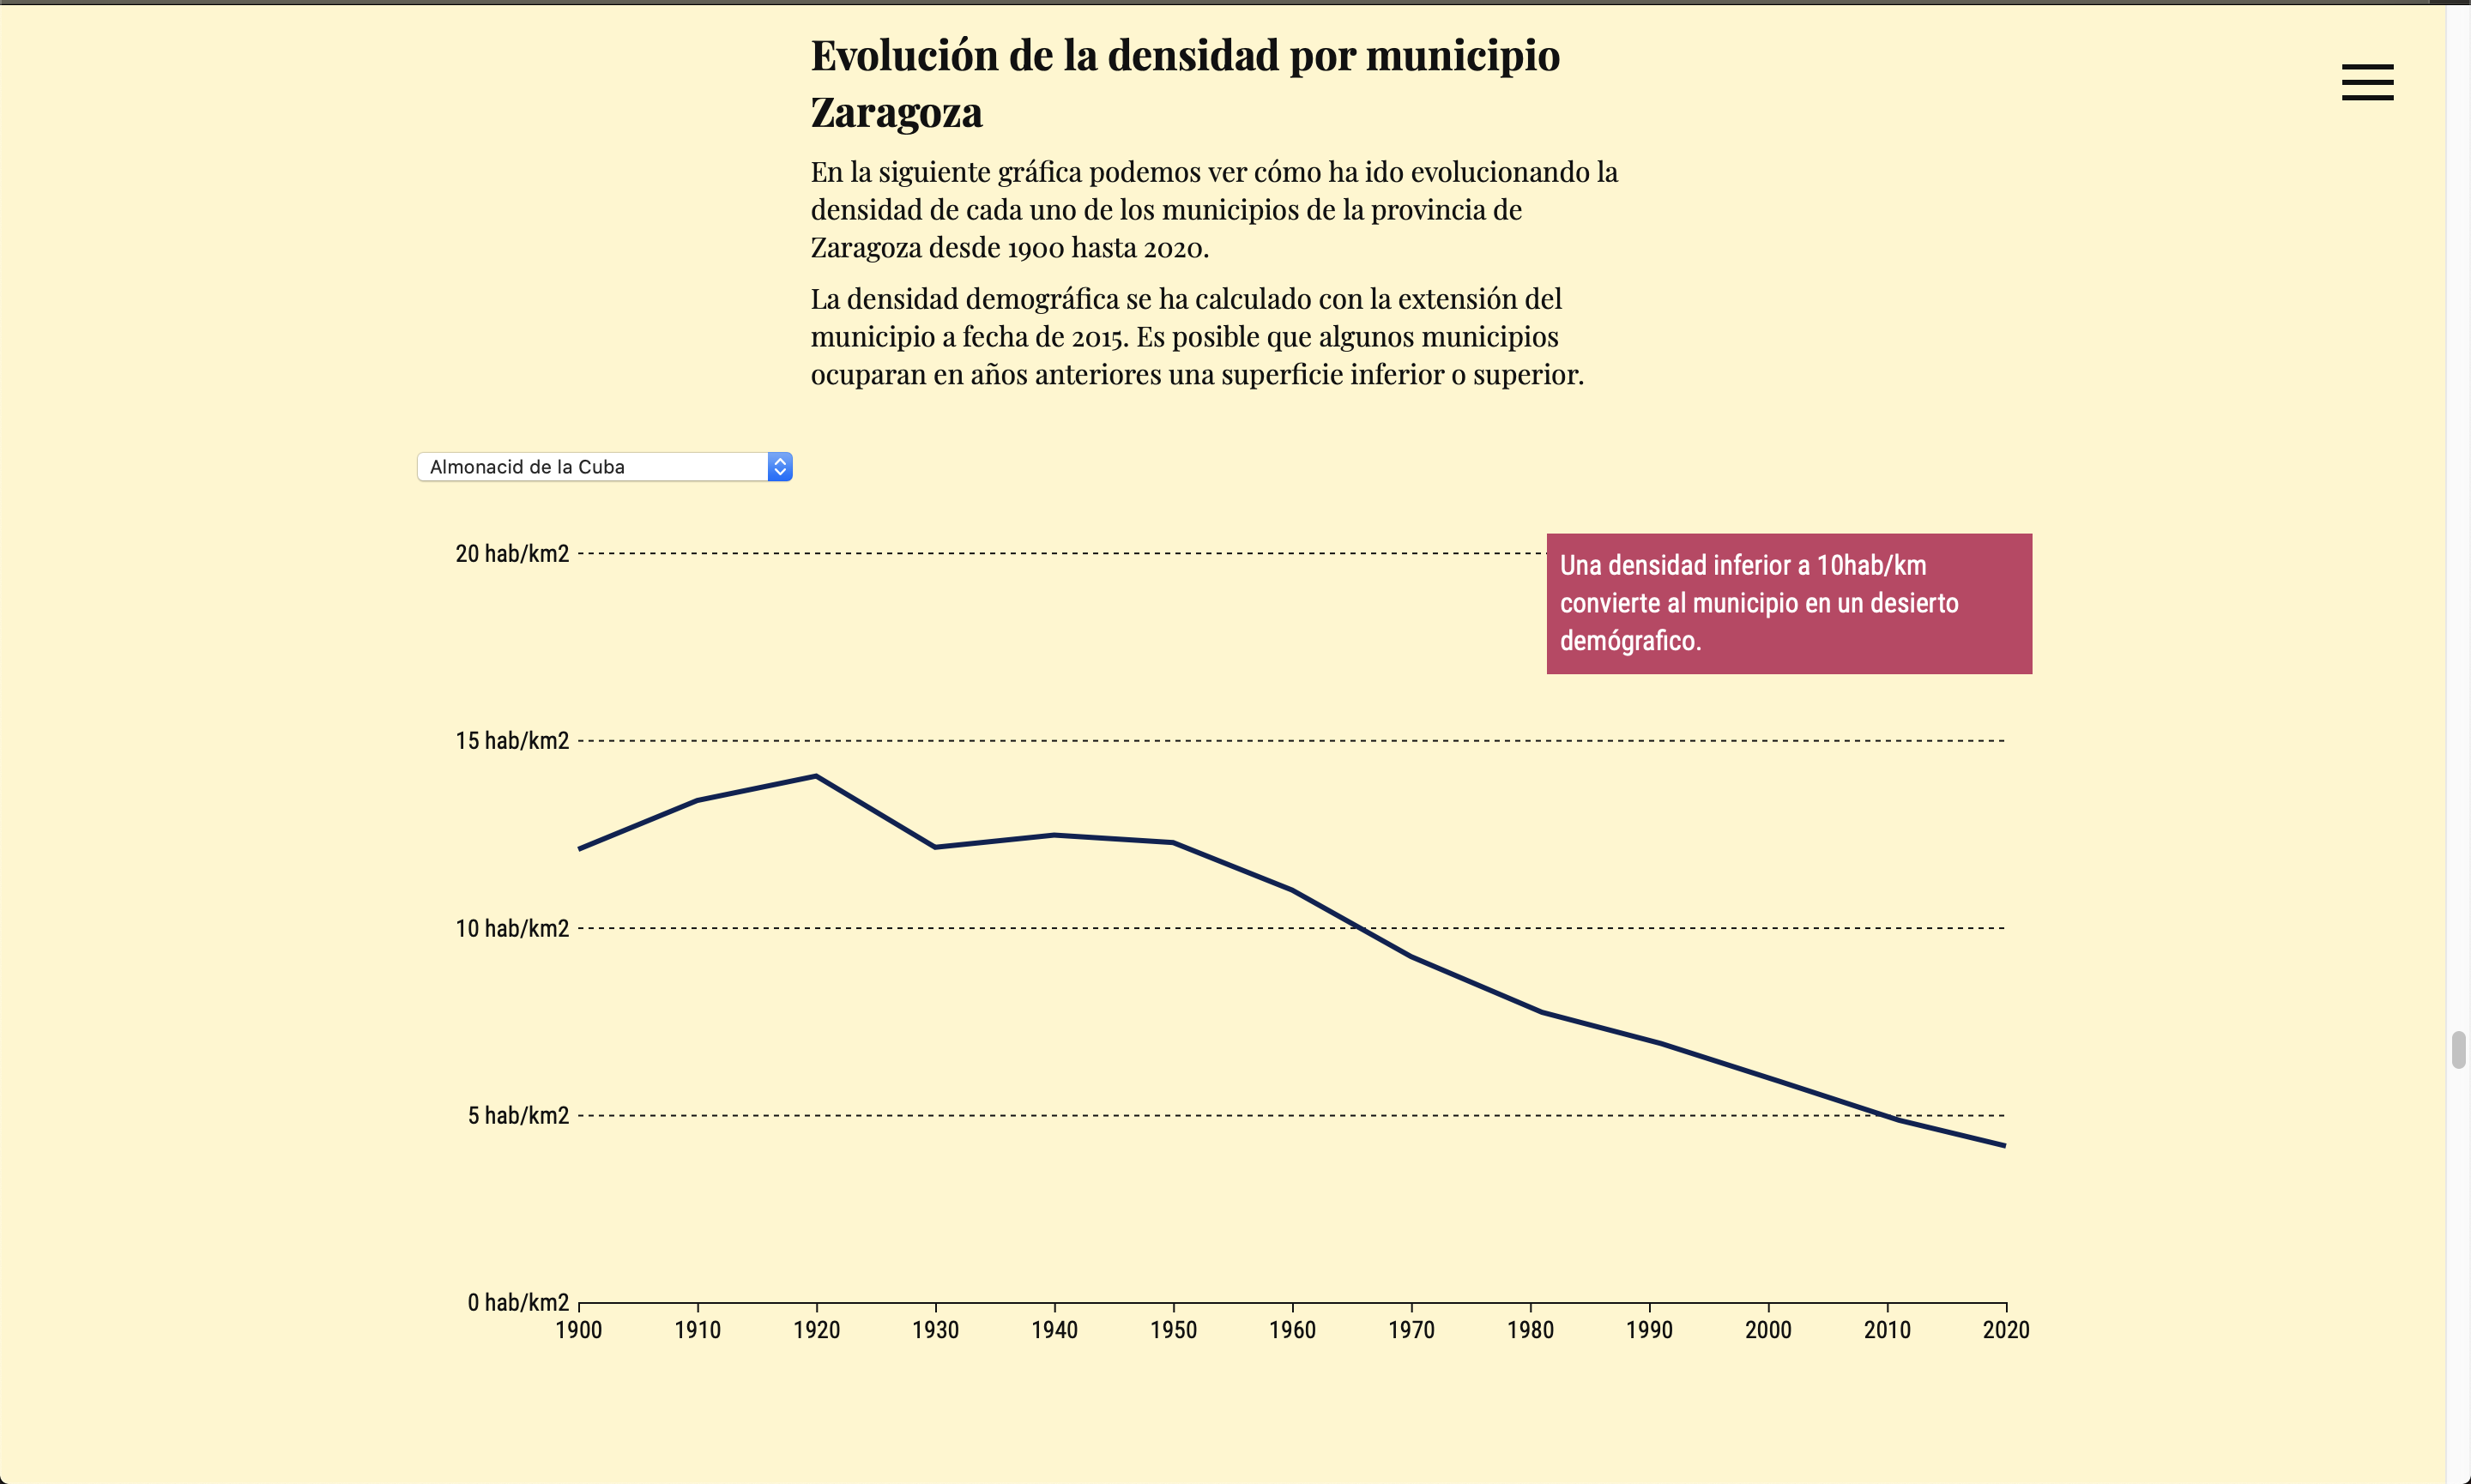 Evolución de la densidad por municipio
Zaragoza
En la siguiente gráfica podemos ver cómo ha ido evolucionando la
densidad de cada uno de los municipios de la provincia de
Zaragoza desde 1900 hasta 2020.
La densidad demográfica se ha calculado con la extensión del
municipio a fecha de 2015. Es posible que algunos municipios
ocuparan en años anteriores una superficie inferior o superior.
Almonacid de la Cuba
20 hab/km2
Una densidad inferior a 10hab/km
convierte al municipio en un desierto
demógrafico.
15 hab/km2
10 hab/km2
5 hab/km2
0 hab/km2
1900 1910 1920 1930 1940 1950 1960 1970 1980 1990 2000 2010 2020